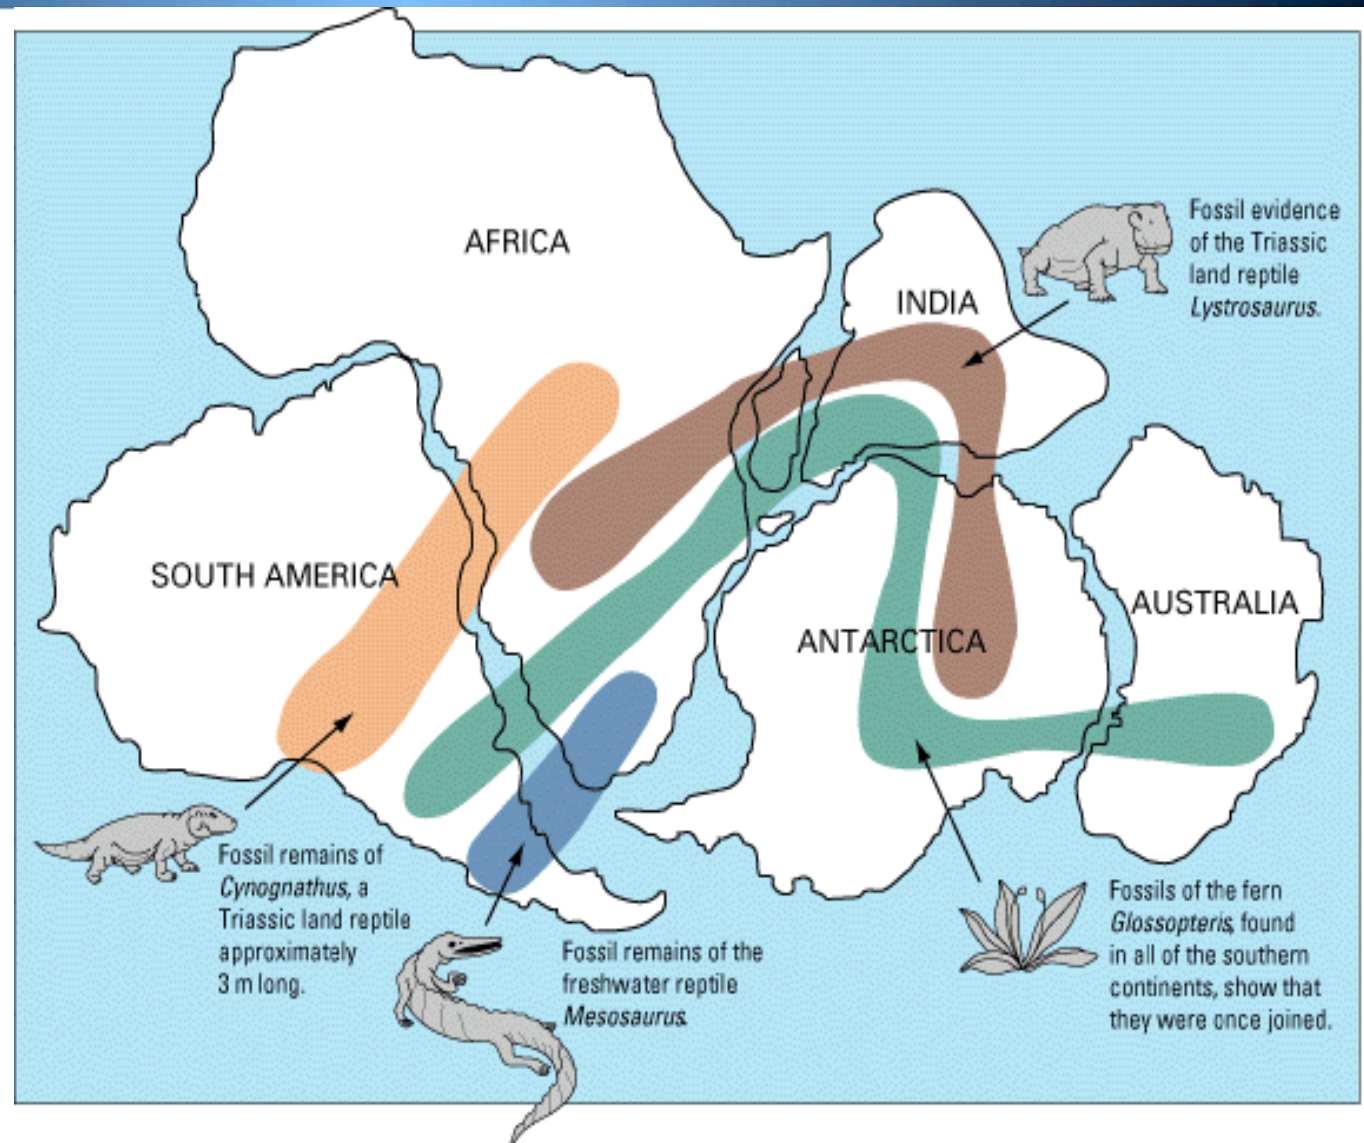 AFRICA
INDIA
Fossil evidence
of the Triassic
land reptile
Lystrosaurus.
SOUTH AMERICA
ANTARCTICA
AUSTRALIA
Fossil remains of
Cynognathus, a
Triassic land reptile
approximately
3 m long.
Fossil remains of the
freshwater reptile
Mesosaurus.
Fossils of the fern
Glossopteris, found
in all of the southern
continents, show that
they were once joined.